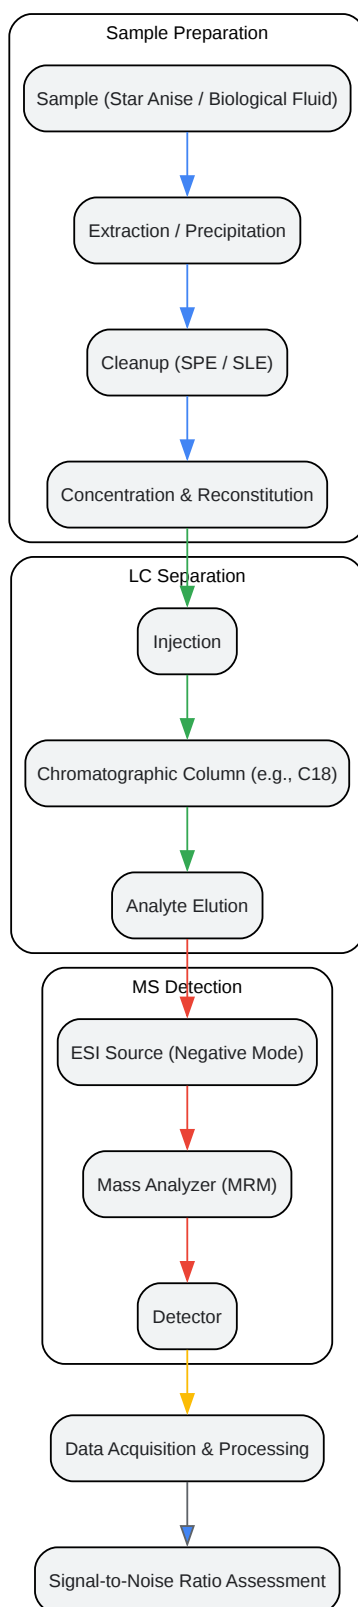 Sample Preparation
Sample (Star Anise / Biological Fluid)
Extraction / Precipitation
Cleanup (SPE / SLE)
Concentration & Reconstitution
LC Separation
Injection
Chromatographic Column (e.g., C18)
Analyte Elution
MS Detection
ESI Source (Negative Mode)
Mass Analyzer (MRM)
Detector
Data Acquisition & Processing
Signal-to-Noise Ratio Assessment